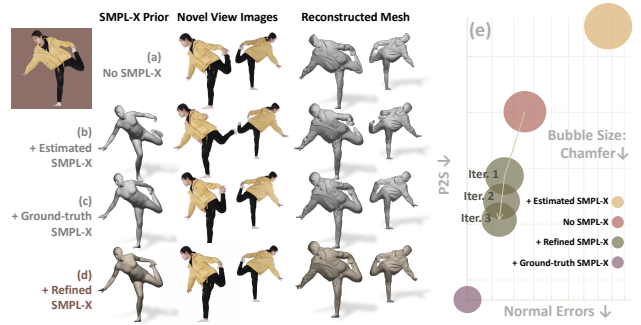 SMPL-X Prior
Novel View Images
Reconstructed Mesh
(a)
No SMPL-X
(b)
+ Estimated
SMPL-X
(c)
+ Ground-truth
SMPL-X
(d)
+ Refined
SMPL-X
(e)
Bubble Size:
Chamfer↓
P2S ↓
Iter. 1
Iter. 2
Iter. 3
+ Estimated SMPL-X
No SMPL-X
+ Refined SMPL-X
+ Ground-truth SMPL-X
Normal Errors ↓